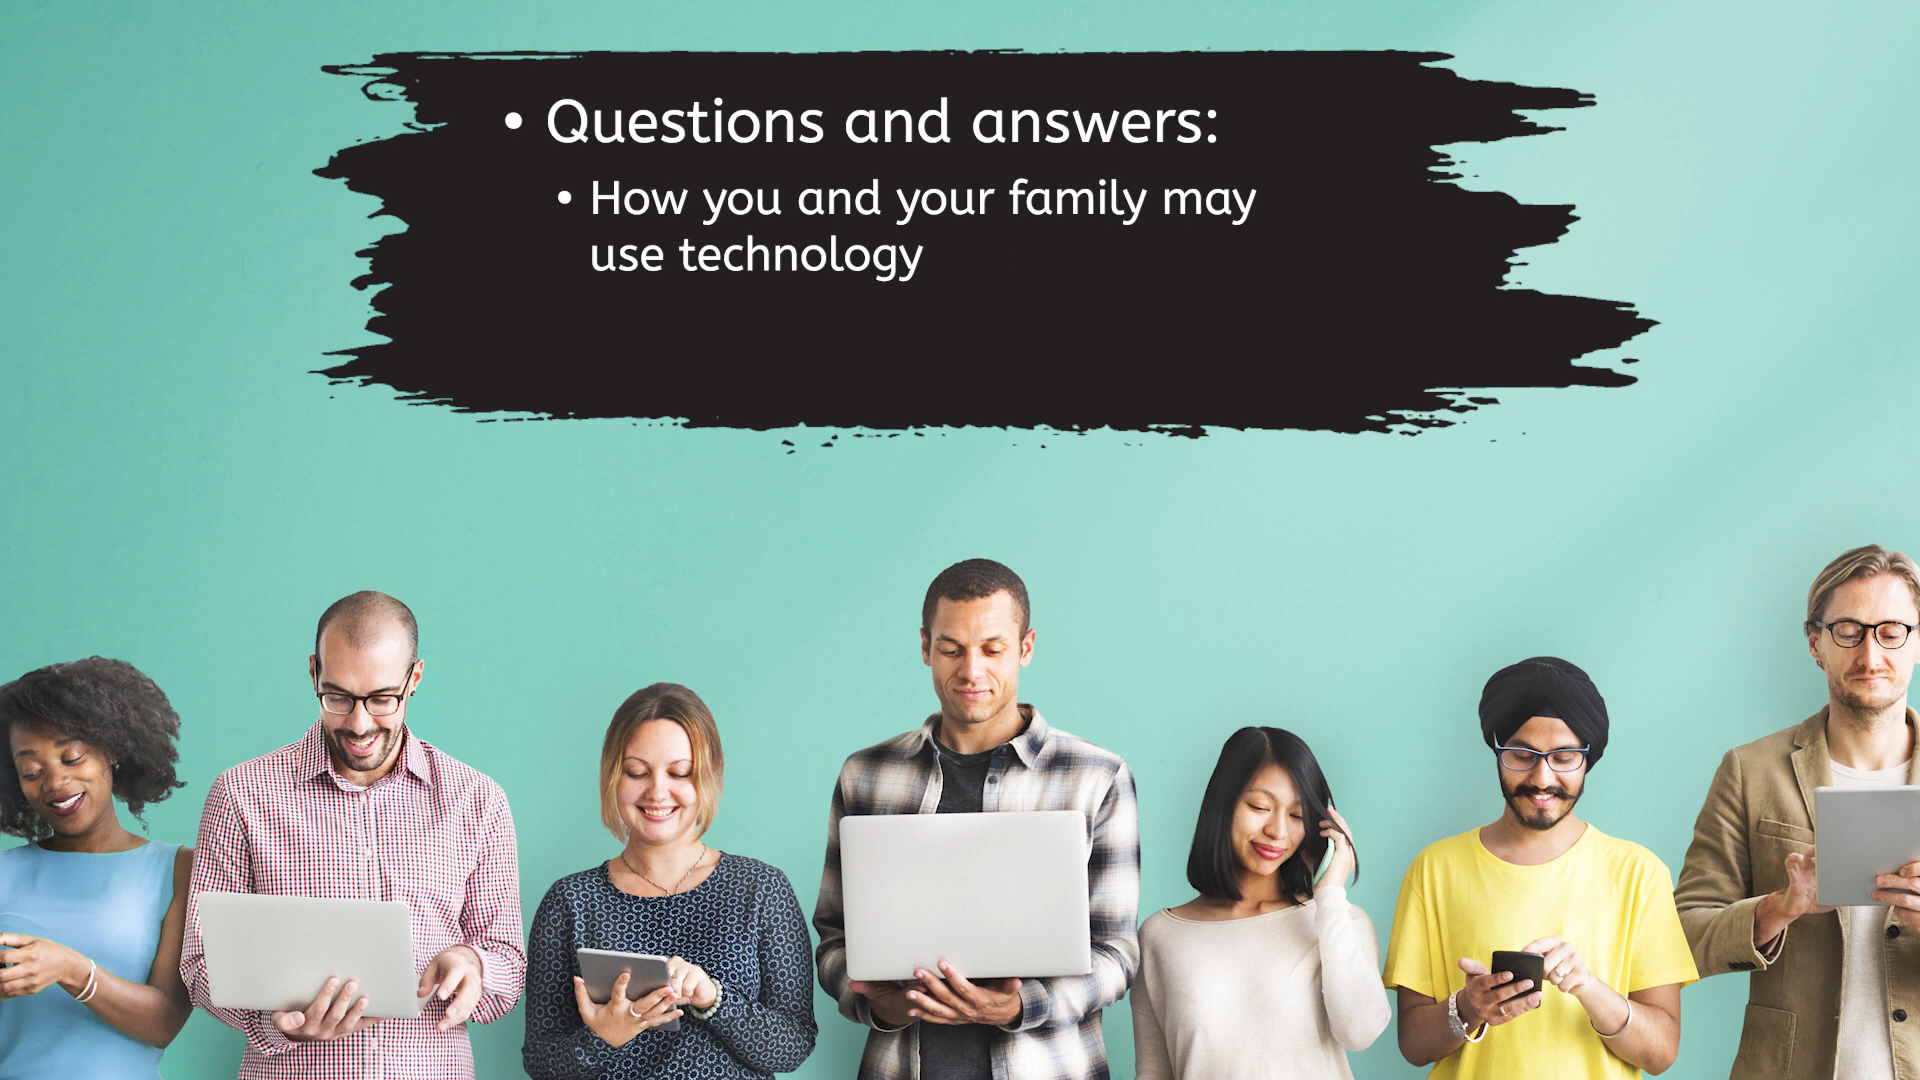 • Questions and answers:
• How you and your family may
use technology